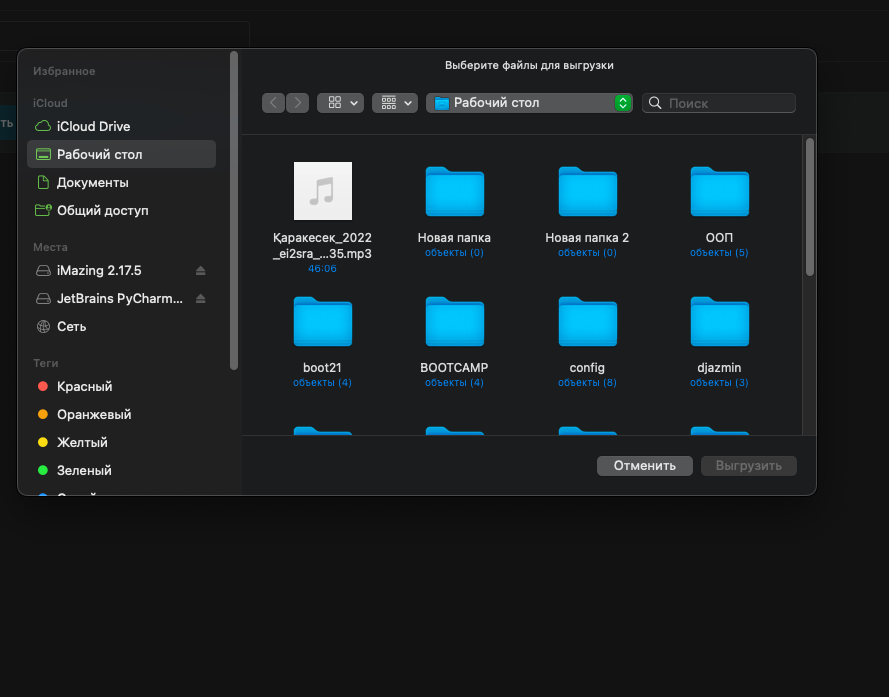 ть
Выберите файлы для выгрузки
Избранное
iCloud
iCloud Drive
Рабочий стол
Документы
Общий доступ
Места
iMazing 2.17.5
JetBrains PyCharm...
Сеть
Теги
Красный
Оранжевый
Желтый
Зеленый
Рабочий стол
Поиск
Қаракесек_2022
_ei2sra_...35.mp3
46:06
Новая папка
объекты (0)
Новая папка 2
объекты (0)
ООП
объекты (5)
boot21
объекты (4)
BOOTCAMP
объекты (4)
config
объекты (8)
djazmin
объекты (3)
Отменить
Выгрузить